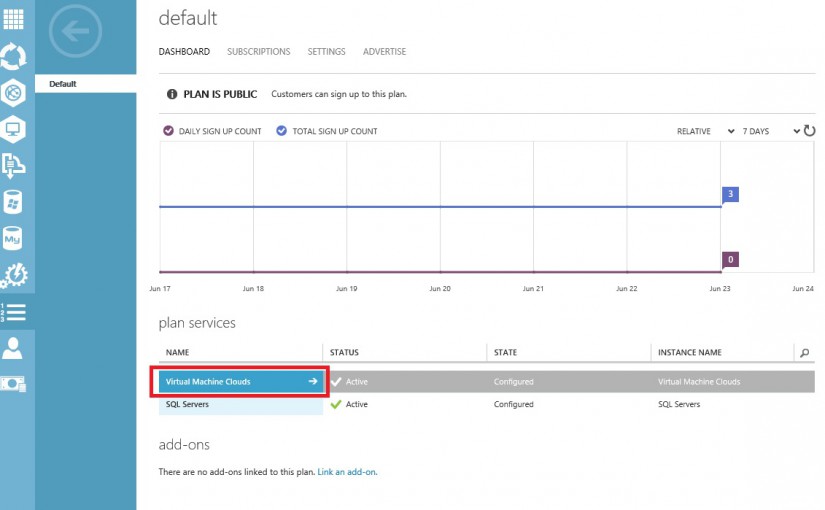 default
DASHBOARD SUBSCRIPTIONS SETTINGS ADVERTISE
Default
PLAN IS PUBLIC Customers can sign up to this plan.
DAILY SIGN UP COUNT TOTAL SIGN UP COUNT RELATIVE 7 DAYS
3
0
Jun 17 Jun 18 Jun 19 Jun 20 Jun 21 Jun 22 Jun 23 Jun 24
plan services
NAME STATUS STATE INSTANCE NAME
Virtual Machine Clouds Active Configured Virtual Machine Clouds
SQL Servers Active Configured SQL Servers
add-ons
There are no add-ons linked to this plan. Link an add-on.
My
1
2
3